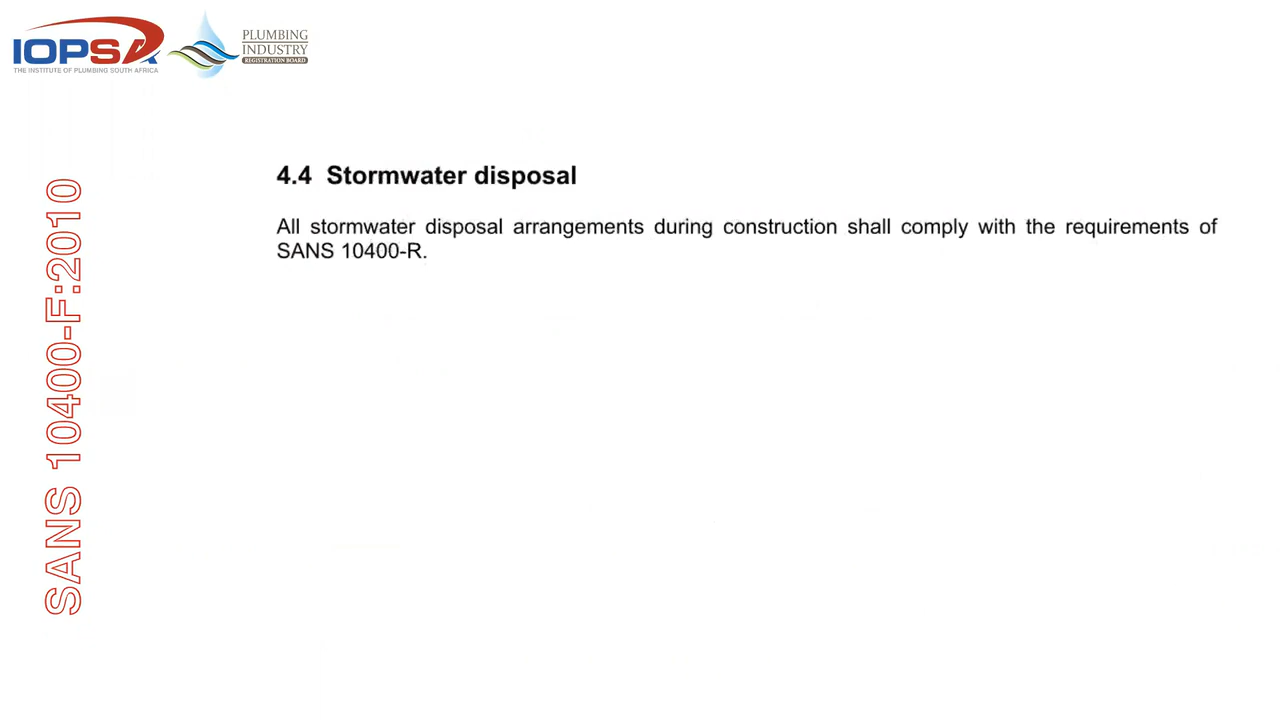 IOPSA
THE INSTITUTE OF PLUMBING SOUTH AFRICA
PLUMBING
INDUSTRY
REGISTRATION BOARD
SANS 10400-F:2010
4.4 Stormwater disposal
All stormwater disposal arrangements during construction shall comply with the requirements of
SANS 10400-R.